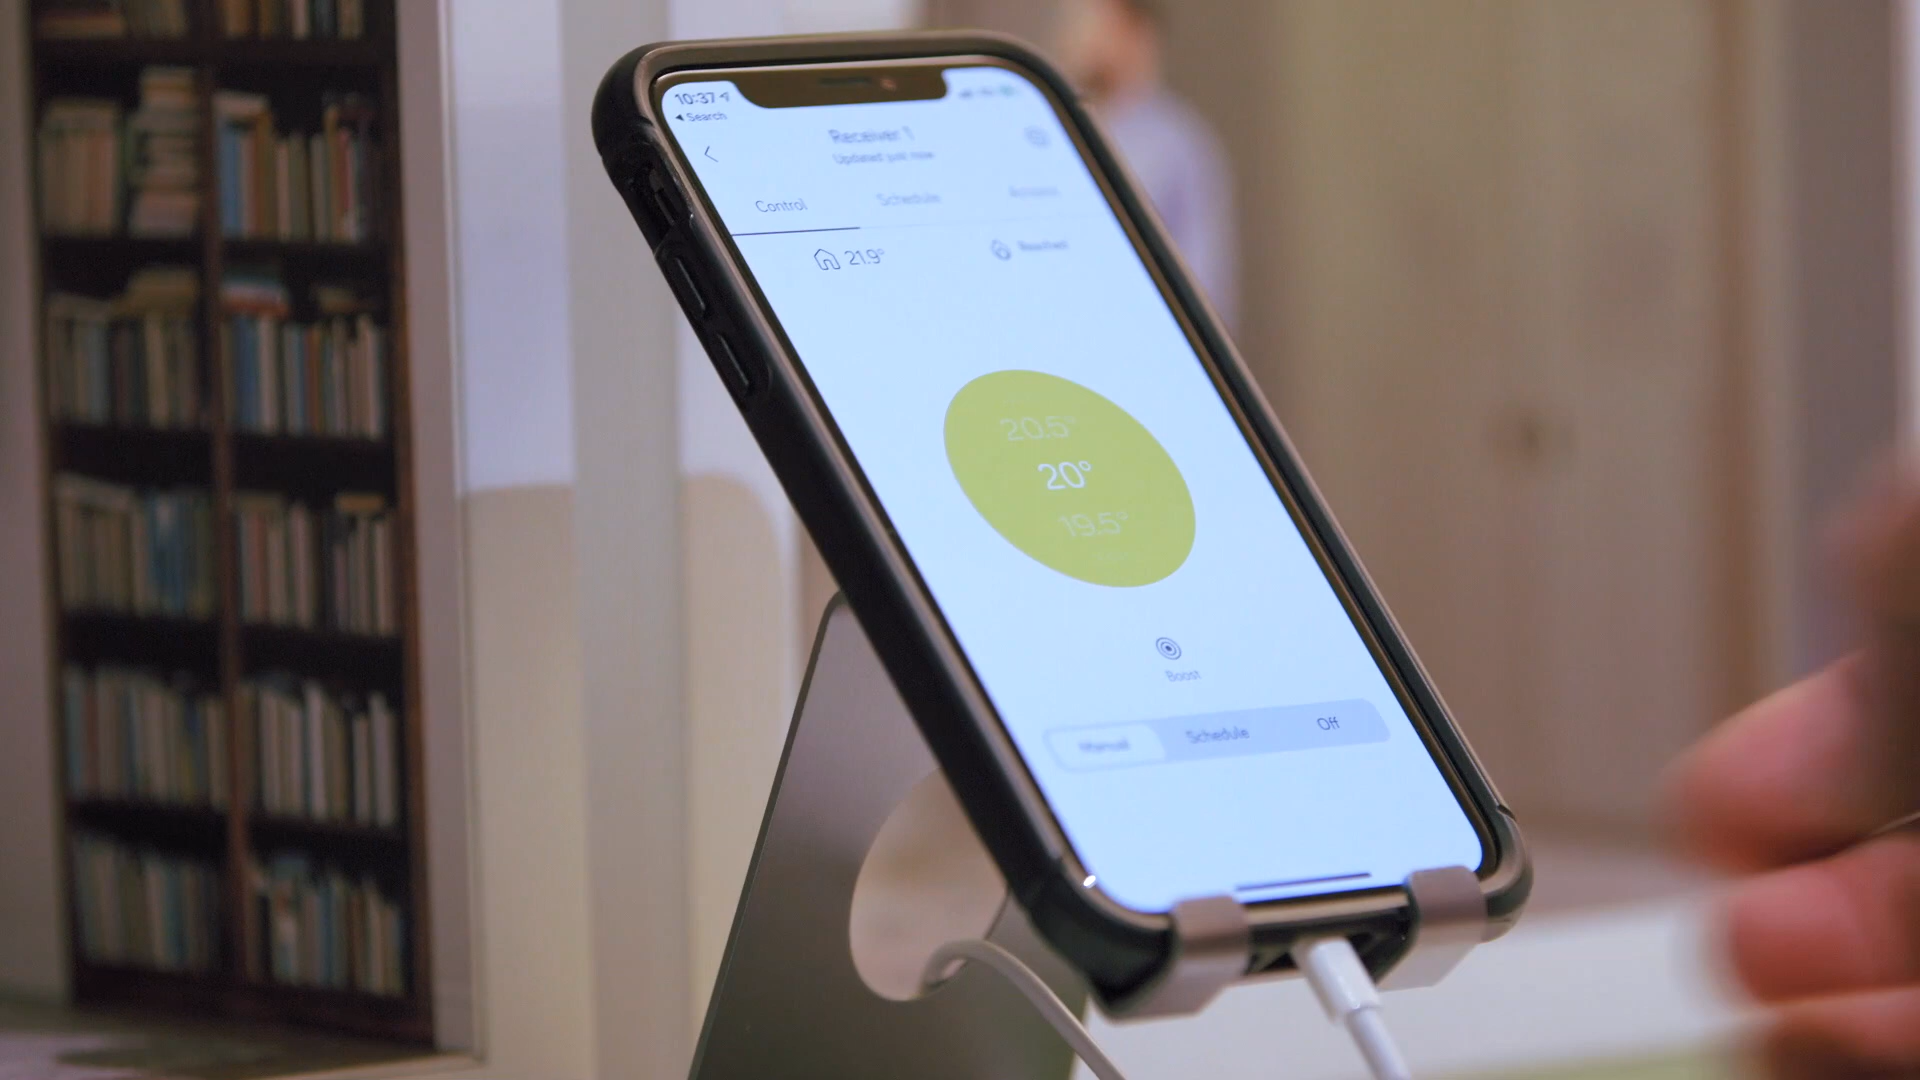 10:37
◀ Search
Receiver 1
Updated just now
Control Schedule
21.9° Reached
20.5°
20°
19.5°
Boost
Manual Schedule Off